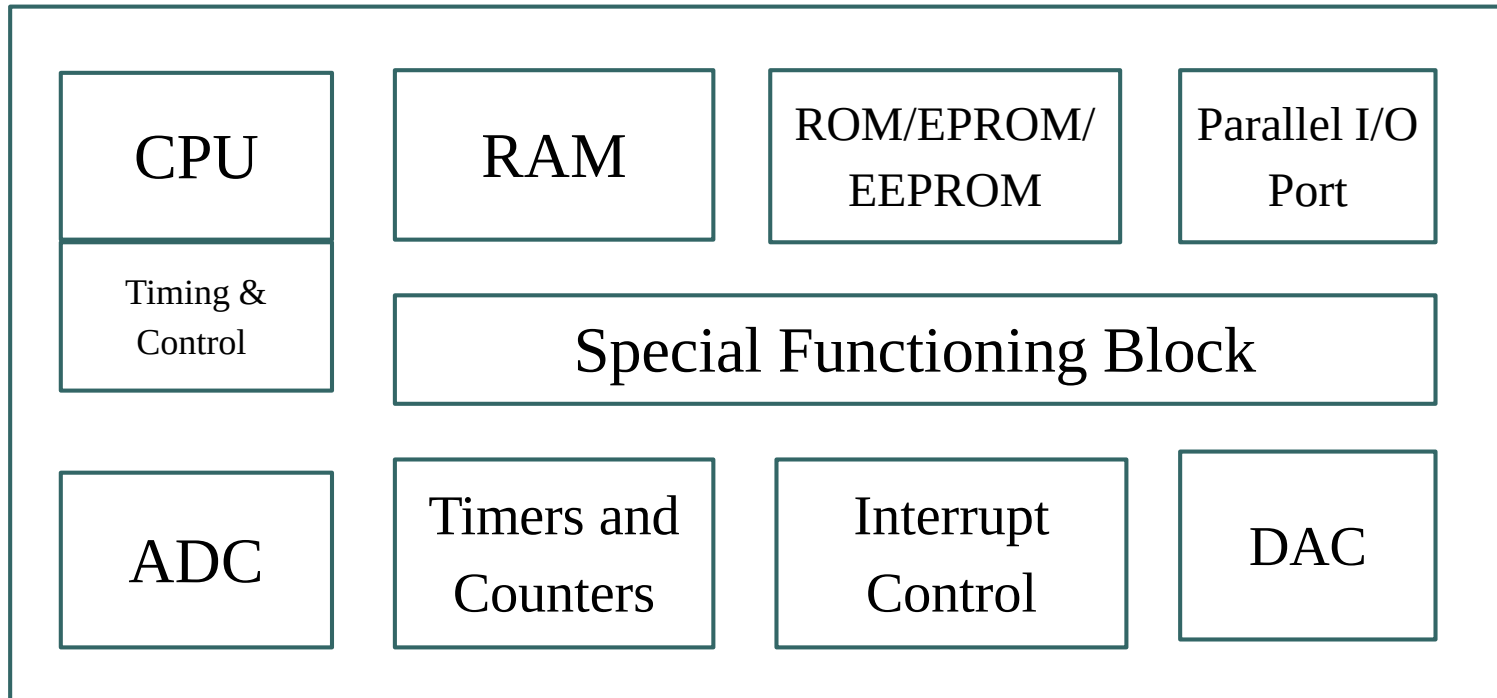 CPU
RAM
ROM/EPROM/
EEPROM
Parallel I/O
Port
Timing &
Control
Special Functioning Block
ADC
Timers and
Counters
Interrupt
Control
DAC